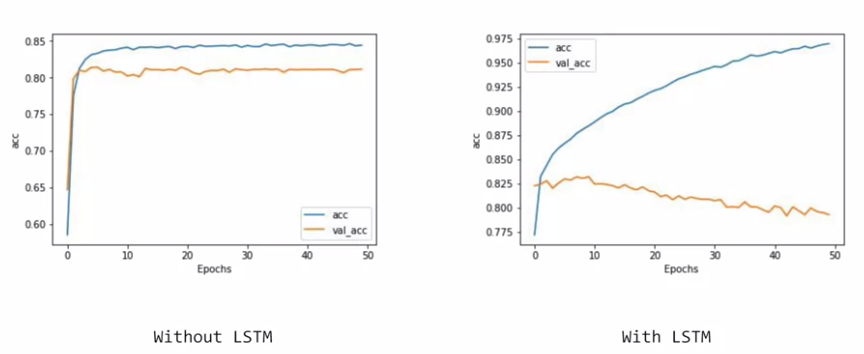 0.85
0.80
0.75
0.70
0.65
0.60
acc
0 10 20 30 40 50
Epochs
acc
val_acc
Without LSTM
0.975
0.950
0.925
0.900
0.875
0.850
0.825
0.800
0.775
acc
0 10 20 30 40 50
Epochs
acc
val_acc
With LSTM